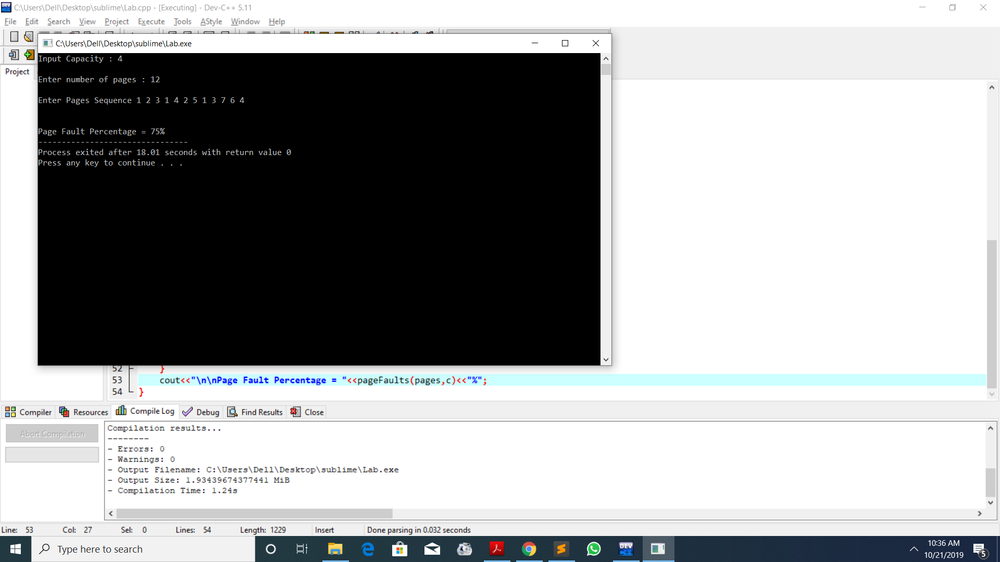 C:\Users\Dell\Desktop\sublime\Lab.cpp - [Executing] - Dev-C++ 5.11
File Edit Search View Project Execute Tools AStyle Window Help
C:\Users\Dell\Desktop\sublime\Lab.exe
Project
Input Capacity : 4
Enter number of pages : 12
Enter Pages Sequence 1 2 3 1 4 2 5 1 3 7 6 4
Page Fault Percentage = 75%
--------------------------------
Process exited after 18.01 seconds with return value 0
Press any key to continue . . .
52 }
53 cout<<"\n\nPage Fault Percentage = "<<pageFaults(pages,c)<<"%";
54 }
Compiler Resources Compile Log Debug Find Results Close
Abort Compilation
Compilation results...
--------
- Errors: 0
- Warnings: 0
- Output Filename: C:\Users\Dell\Desktop\sublime\Lab.exe
- Output Size: 1.93439674377441 MiB
- Compilation Time: 1.24s
Line: 53 Col: 27 Sel: 0 Lines: 54 Length: 1229 Insert Done parsing in 0.032 seconds
Type here to search
DEV
10:36 AM
10/21/2019
5